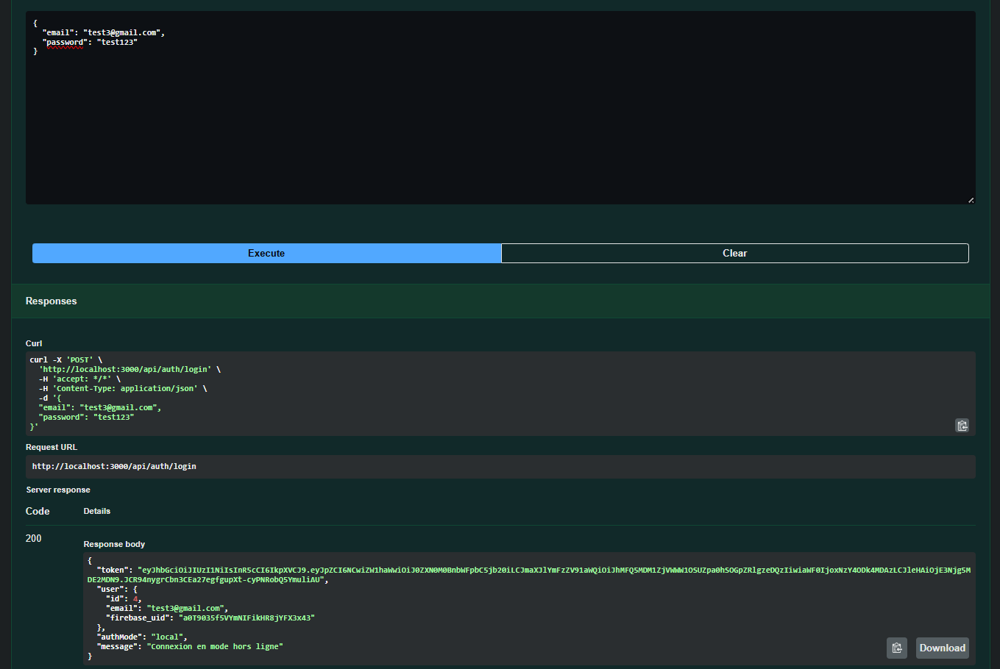 {
  "email": "test3@gmail.com",
  "password": "test123"
}
Execute
Clear
Responses
Curl
curl -X 'POST' \
  'http://localhost:3000/api/auth/login' \
  -H 'accept: */*' \
  -H 'Content-Type: application/json' \
  -d '{
  "email": "test3@gmail.com",
  "password": "test123"
}'
Request URL
http://localhost:3000/api/auth/login
Server response
Code Details
200
Response body
{
  "token": "eyJhbGciOiJIUzI1NiIsInR5cCI6IkpXVCJ9.eyJpZCI6NCwiZW1haWwiOiJ0ZXN0M0BnbWFpbC5jb20iLCJmaXJlYmFzZV91aWQiOiJhMFQ5MDM1ZjVWWW1OSUZpa0hSOGpZRlgzeDQzIiwiaWF0IjoxNzY4ODk4MDAzLCJleHAiOjE3Njg5M
DE2MDN9.JCR94nygrCbn3CEa27egfgupXt-cyPNRobQ5YmuliAU",
  "user": {
    "id": 4,
    "email": "test3@gmail.com",
    "firebase_uid": "a0T9035f5VYmNIFikHR8jYFX3x43"
  },
  "authMode": "local",
  "message": "Connexion en mode hors ligne"
}
Download